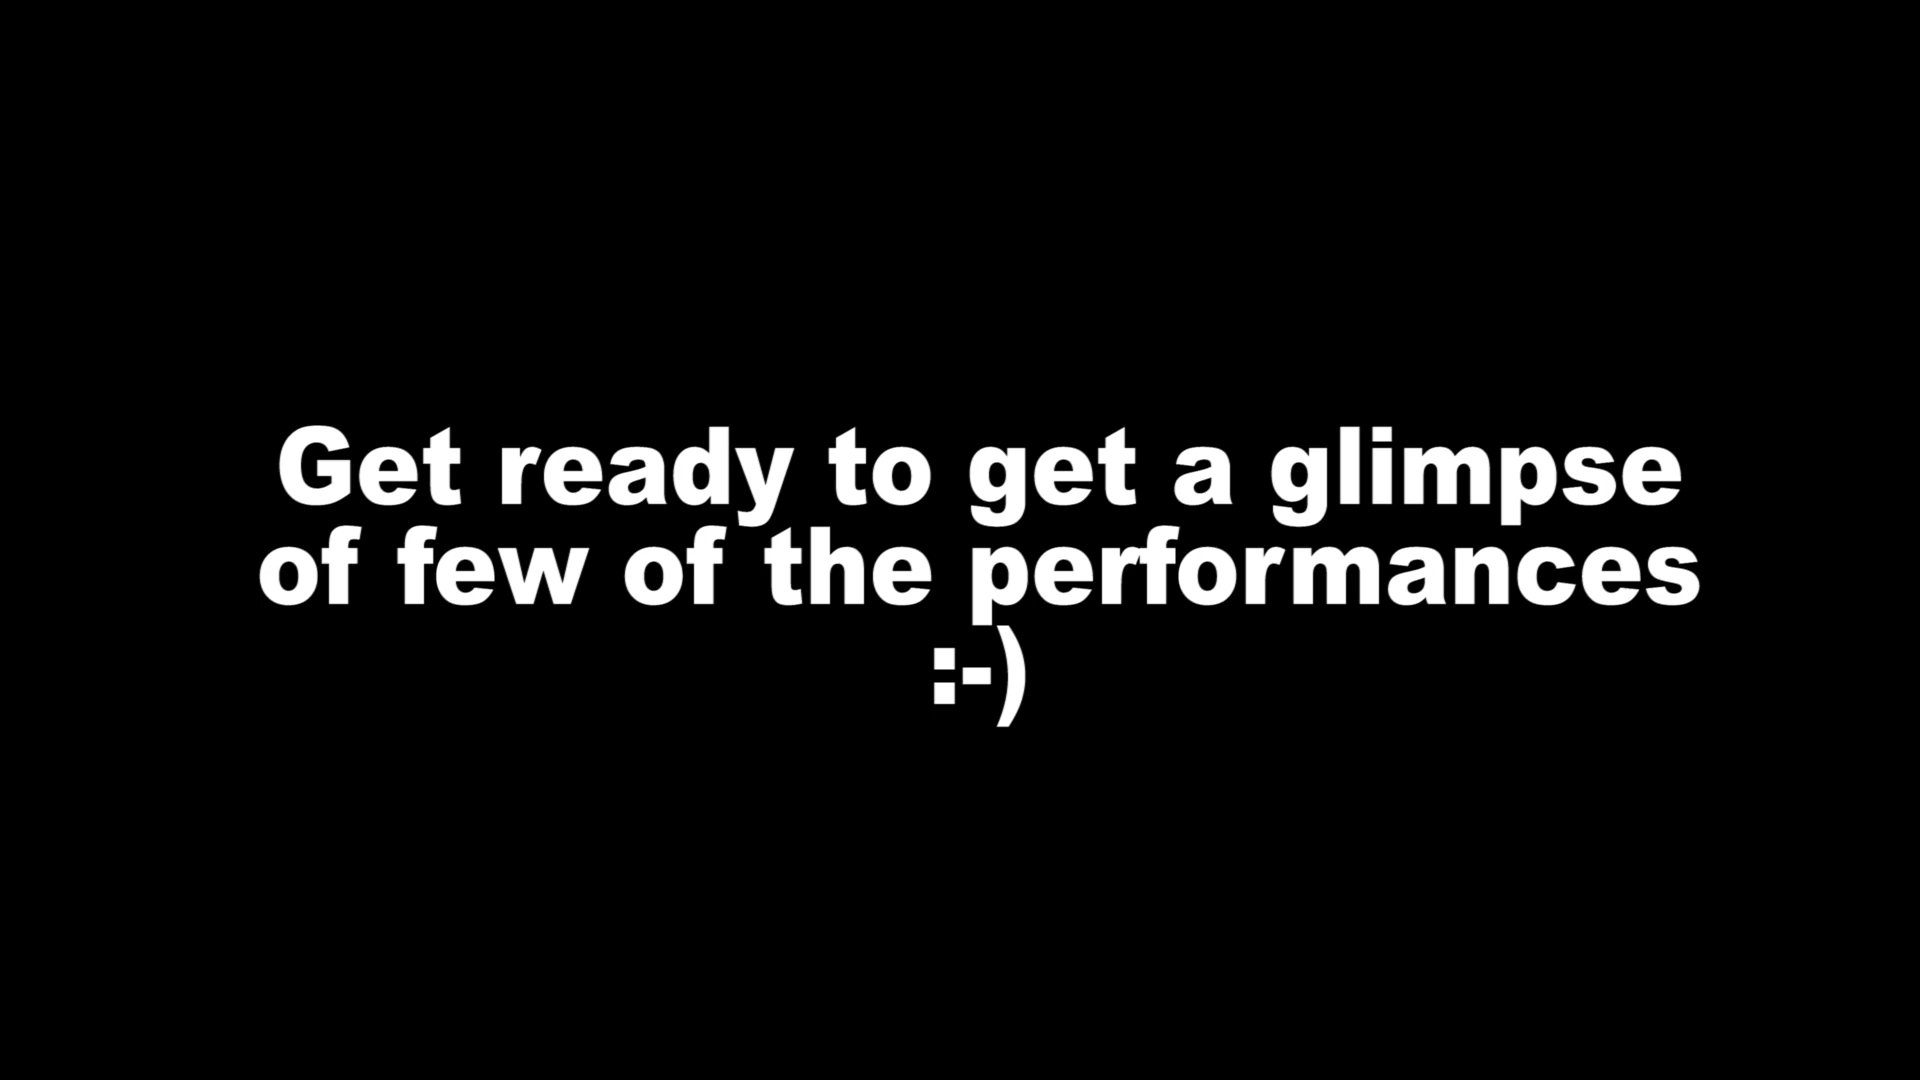 Get ready to get a glimpse
of few of the performances
:-)